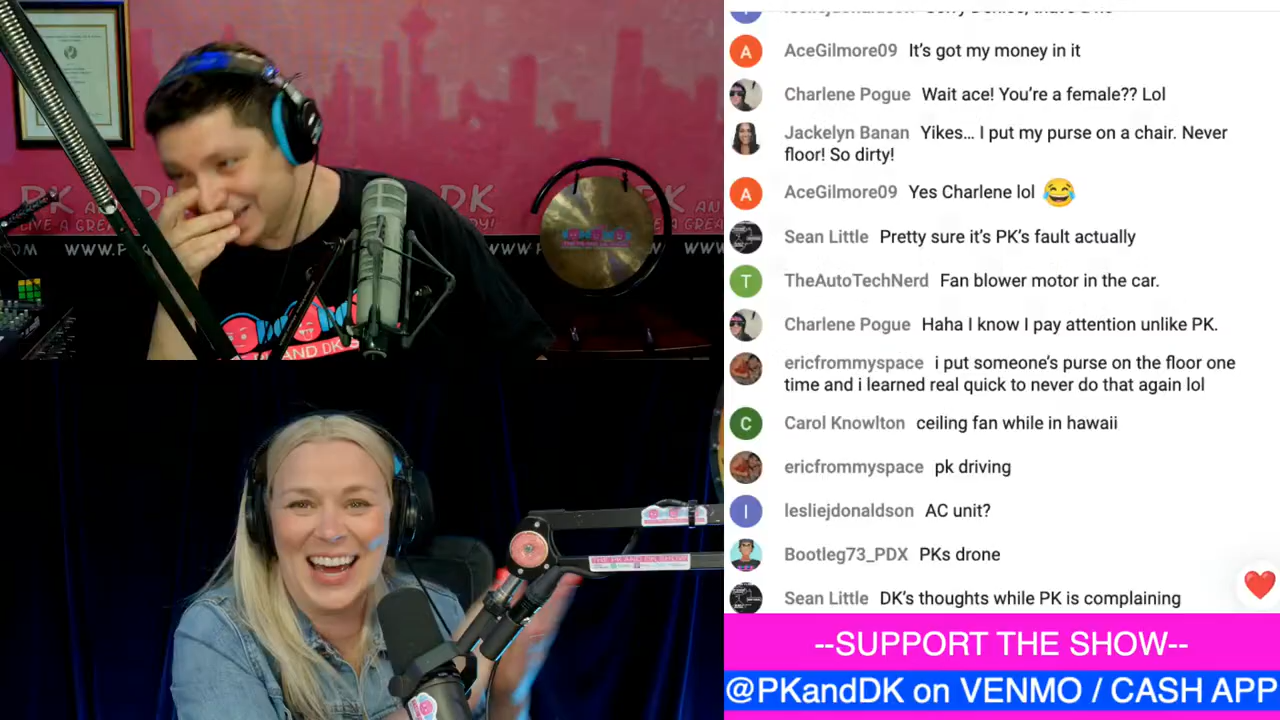 AceGilmore09 It's got my money in it
Charlene Pogue Wait ace! You're a female?? Lol
Jackelyn Banan Yikes… I put my purse on a chair. Never
floor! So dirty!
AceGilmore09 Yes Charlene lol 😂
Sean Little Pretty sure it's PK's fault actually
T TheAutoTechNerd Fan blower motor in the car.
Charlene Pogue Haha I know I pay attention unlike PK.
ericfrommyspace i put someone's purse on the floor one
time and i learned real quick to never do that again lol
C Carol Knowlton ceiling fan while in hawaii
ericfrommyspace pk driving
l lesliejdonaldson AC unit?
Bootleg73_PDX PKs drone
Sean Little DK's thoughts while PK is complaining
--SUPPORT THE SHOW--
@PKandDK on VENMO / CASH APP